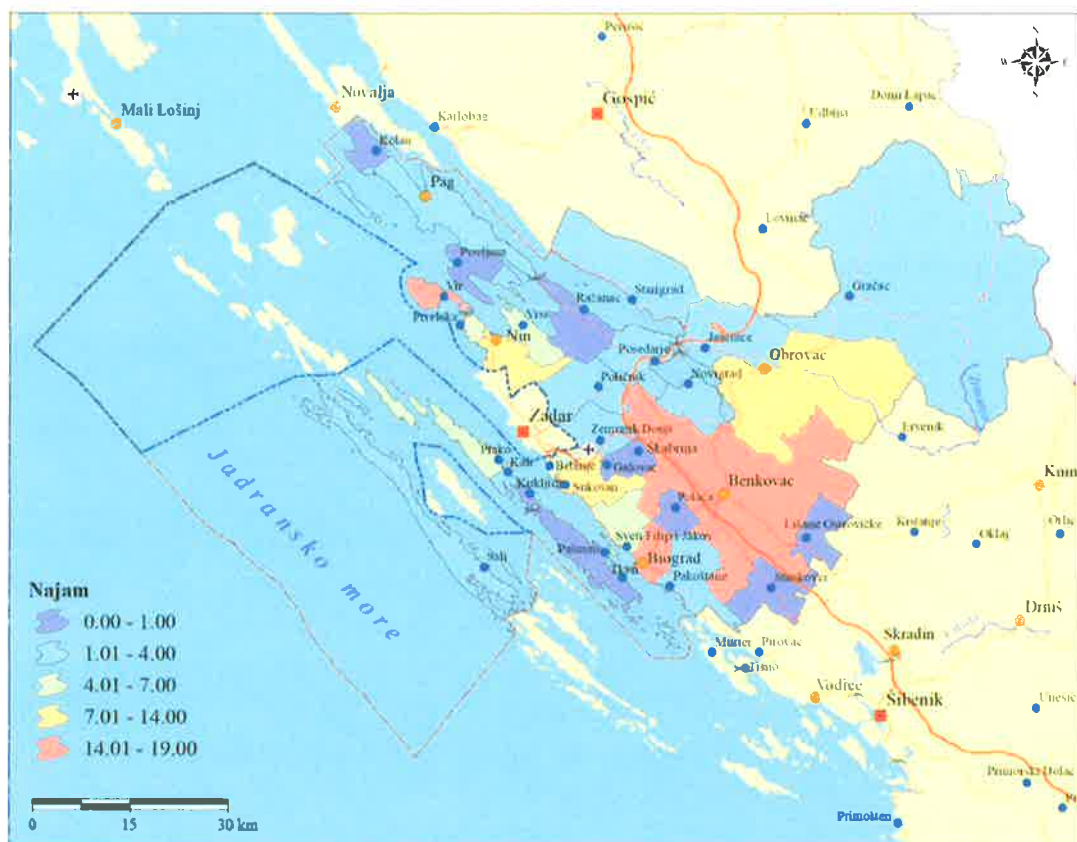 Perušić
Gospić
Donji Lapac
Udbina
W
Novalja
Mali Lošinj
Karlobag
Kolan
Pag
Lovinac
Povljana
Vir
Ražanac
Starigrad
Gračac
Privlaka
Vrsi
Nin
Jasenice
Posedarje
Obrovac
Novigrad
Poličnik
Zadar
Ervenik
Zemunik Donji
Škabrnja
Preko
Kali
Bibinje
Galovac
Kukljica
Sukošan
Benkovac
Polača
Knin
Lišane Ostrovičke
Kistanje
Orlić
Oklaj
Sveti Filip i Jakov
Pašman
Biograd
Sali
Tkon
Pakoštane
Stankovci
Jadransko more
Drniš
Skradin
Murter
Pirovac
Tisno
Vodice
Šibenik
Unešić
Primorski Dolac
Primošten
Najam
0.00 - 1.00
1.01 - 4.00
4.01 - 7.00
7.01 - 14.00
14.01 - 19.00
0 15 30 km